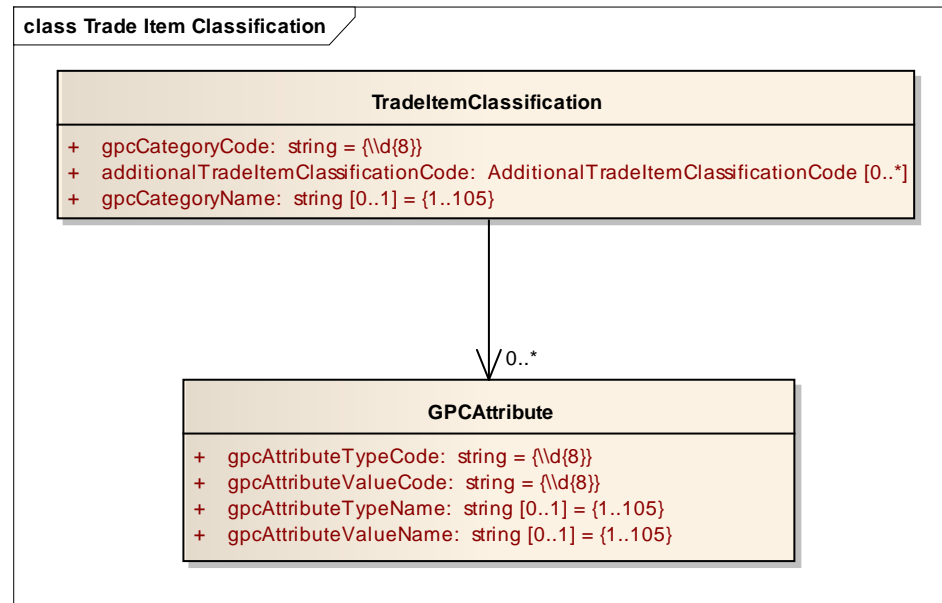 class Trade Item Classification
TradeItemClassification
+ gpcCategoryCode: string = {\\d{8}}
+ additionalTradeItemClassificationCode: AdditionalTradeItemClassificationCode [0..*]
+ gpcCategoryName: string [0..1] = {1..105}
0..*
GPCAttribute
+ gpcAttributeTypeCode: string = {\\d{8}}
+ gpcAttributeValueCode: string = {\\d{8}}
+ gpcAttributeTypeName: string [0..1] = {1..105}
+ gpcAttributeValueName: string [0..1] = {1..105}